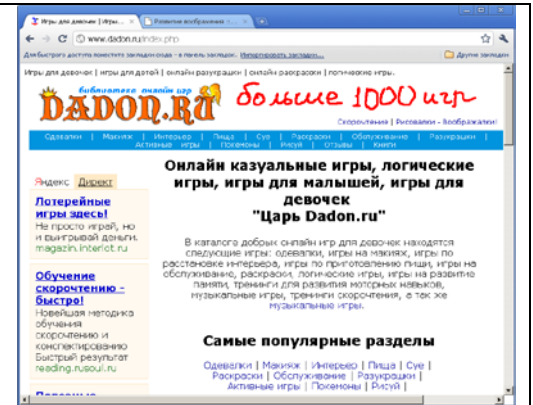 Игры для девочек | Игры...
Развитие воображения
www.dadon.ru/index.php
Для быстрого доступа поместите закладки сюда - в панель закладок. Импортировать закладки...
Другие закладки
Игры для девочек | игры для детей | онлайн разукрашки | онлайн раскраски | логические игры.
библиотека онлайн игр
DADON.RU
больше 1000 игр
Скорочтения | Рисовалки - Воображалки!
Одевалки | Макияж | Интерьер | Пища | Суе | Раскраски | Обслуживание | Разукрашки |
Активные игры | Покемоны | Рисуй | Отзывы | Книги
Яндекс Директ
Лотерейные
игры здесь!
Не просто играй, но
и выигрывай деньги.
magazin.interlot.ru
Обучение
скорочтению -
быстро!
Новейшая методика
обучения
скорочтению и
конспектированию
Быстрый результат
reading.rusoul.ru
Полезные
Онлайн казуальные игры, логические
игры, игры для малышей, игры для
девочек
"Царь Dadon.ru"
В каталоге добрых онлайн игр для девочек находятся
следующие игры: одевалки, игры на макияж, игры по
расстановке интерьера, игры по приготовлению пищи, игры на
обслуживание, раскраски, логические игры, игры на развитие
памяти, тренинги для развития моторных навыков,
музыкальные игры, тренинги скорочтения, а так же
музыкальные игры.
Самые популярные разделы
Одевалки | Макияж | Интерьер | Пища | Суе |
Раскраски | Обслуживание | Разукрашки |
Активные игры | Покемоны | Рисуй |